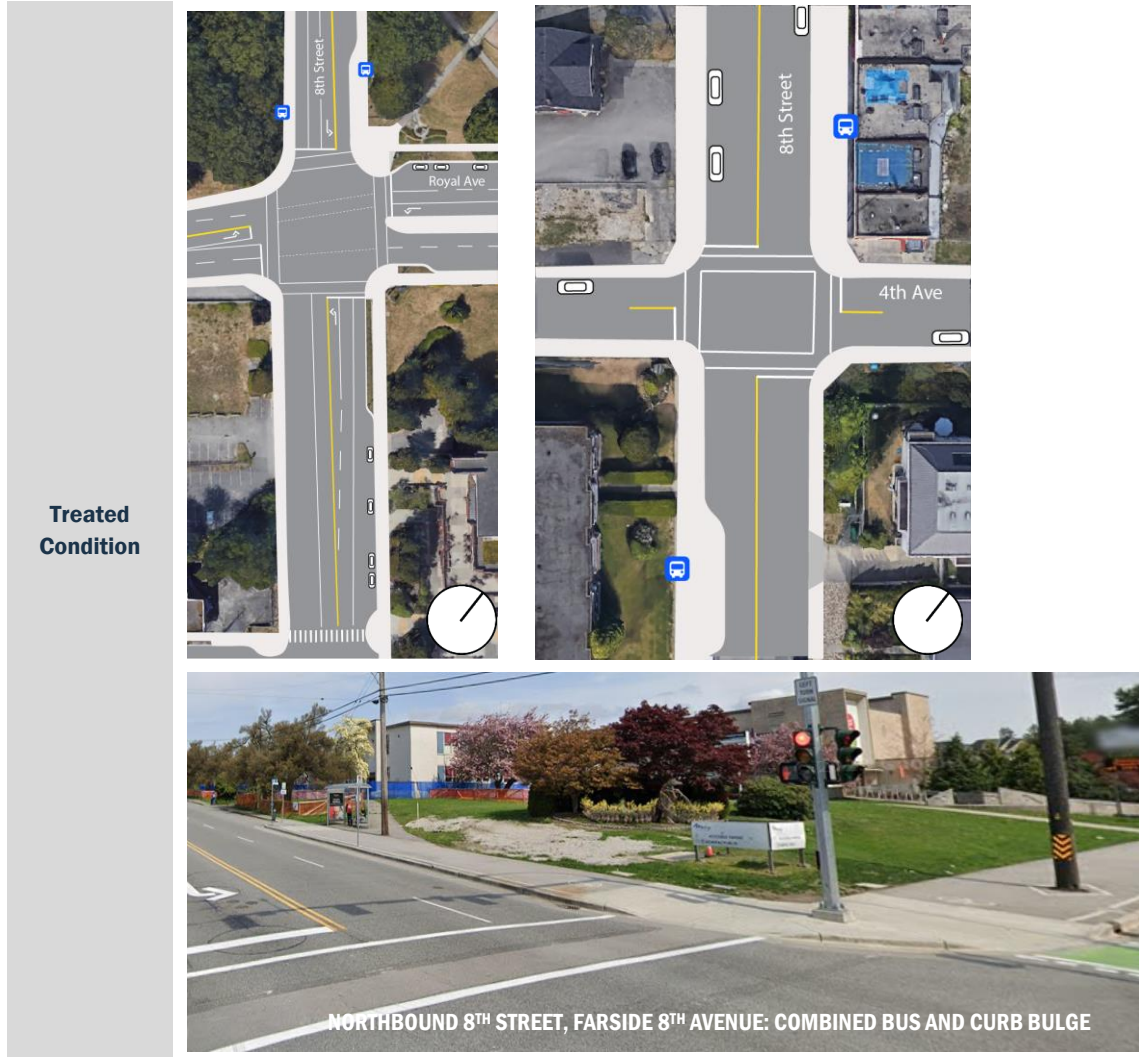 8th Street
Royal Ave
8th Street
4th Ave
Treated
Condition
LEFT
TURN
SIGNAL
NORTHBOUND 8TH STREET, FARSIDE 8TH AVENUE: COMBINED BUS AND CURB BULGE